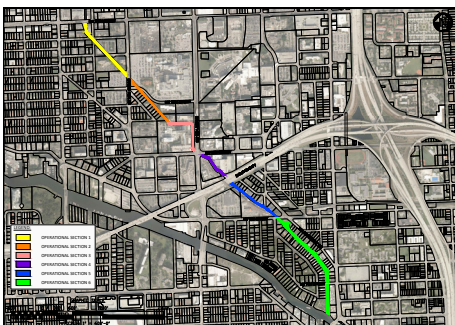 LEGEND
OPERATIONAL SECTION 1
OPERATIONAL SECTION 2
OPERATIONAL SECTION 3
OPERATIONAL SECTION 4
OPERATIONAL SECTION 5
OPERATIONAL SECTION 6